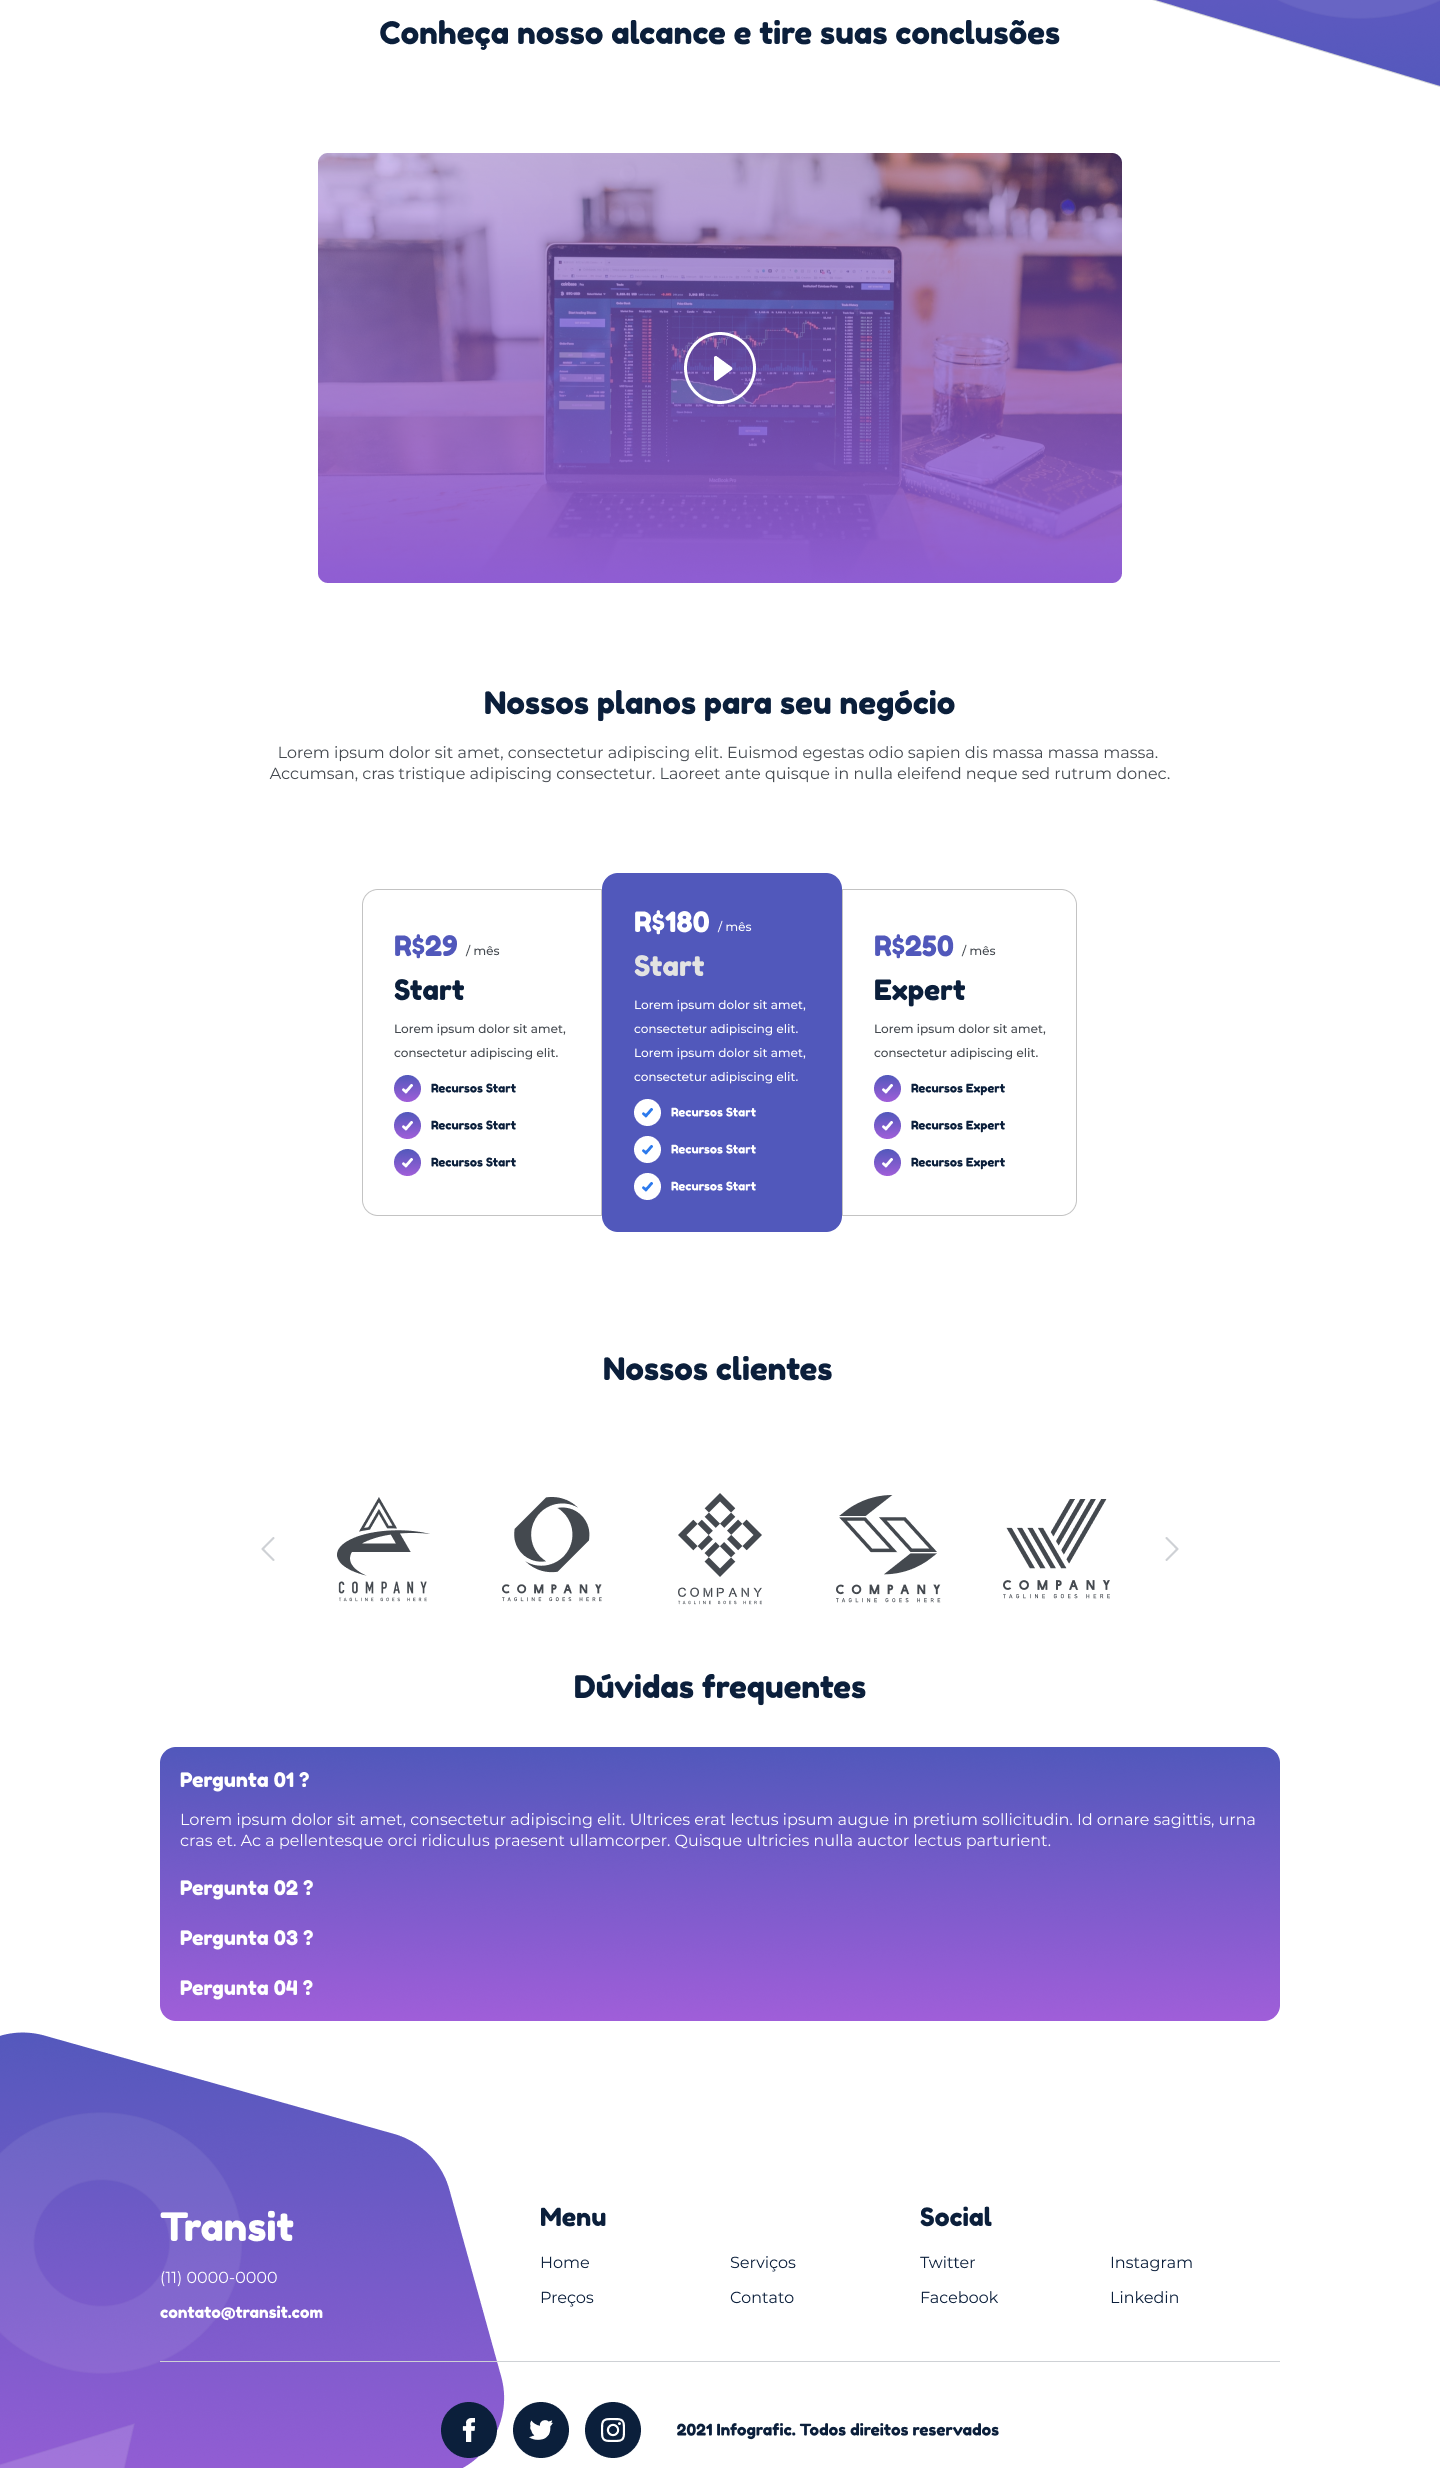 Conheça nosso alcance e tire suas conclusões
Nossos planos para seu negócio
Lorem ipsum dolor sit amet, consectetur adipiscing elit. Euismod egestas odio sapien dis massa massa massa.
Accumsan, cras tristique adipiscing consectetur. Laoreet ante quisque in nulla eleifend neque sed rutrum donec.
R$29 / mês
Start
Lorem ipsum dolor sit amet,
consectetur adipiscing elit.
Recursos Start
Recursos Start
Recursos Start
R$180 / mês
Start
Lorem ipsum dolor sit amet,
consectetur adipiscing elit.
Lorem ipsum dolor sit amet,
consectetur adipiscing elit.
Recursos Start
Recursos Start
Recursos Start
R$250 / mês
Expert
Lorem ipsum dolor sit amet,
consectetur adipiscing elit.
Recursos Expert
Recursos Expert
Recursos Expert
Nossos clientes
COMPANY
TAGLINE GOES HERE
COMPANY
TAGLINE GOES HERE
COMPANY
TAGLINE GOES HERE
COMPANY
TAGLINE GOES HERE
COMPANY
TAGLINE GOES HERE
Dúvidas frequentes
Pergunta 01 ?
Lorem ipsum dolor sit amet, consectetur adipiscing elit. Ultrices erat lectus ipsum augue in pretium sollicitudin. Id ornare sagittis, urna
cras et. Ac a pellentesque orci ridiculus praesent ullamcorper. Quisque ultricies nulla auctor lectus parturient.
Pergunta 02 ?
Pergunta 03 ?
Pergunta 04 ?
Transit
(11) 0000-0000
contato@transit.com
Menu
Home Serviços
Preços Contato
Social
Twitter Instagram
Facebook Linkedin
2021 Infografic. Todos direitos reservados